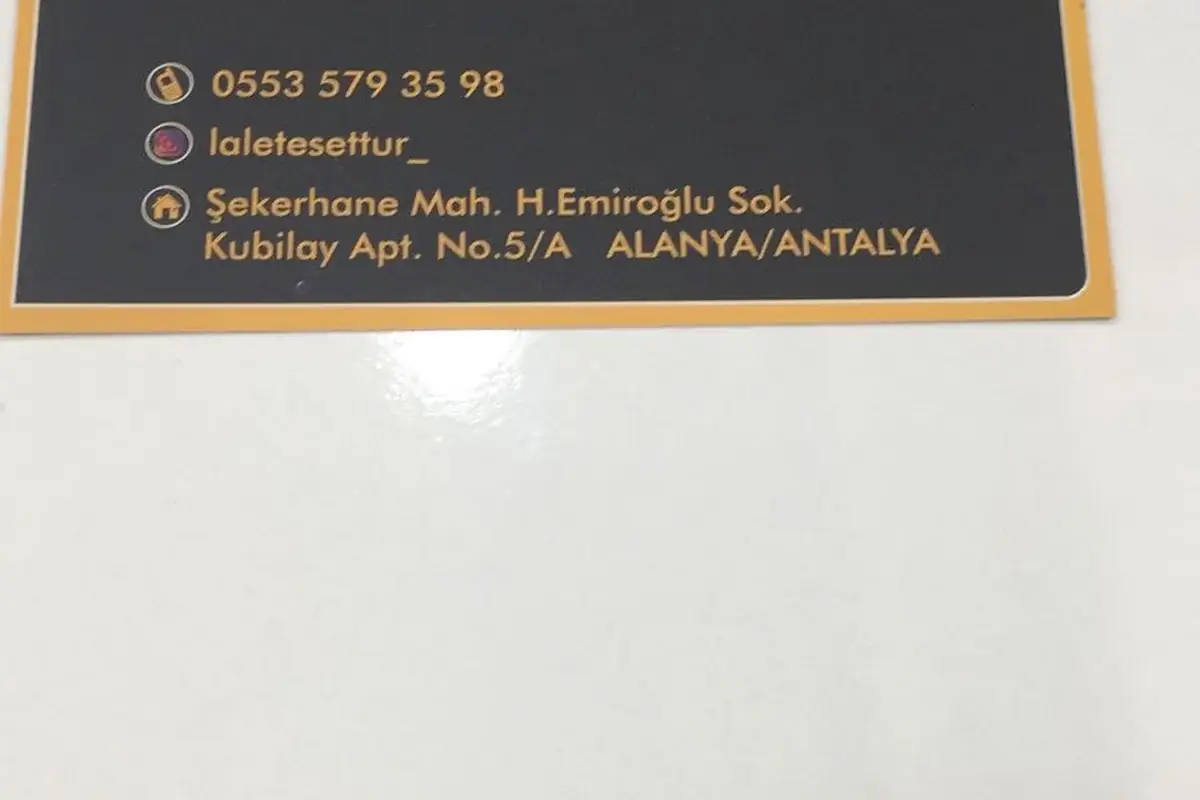 0553 579 35 98
laletesettur_
Şekerhane Mah. H.Emiroğlu Sok.
Kubilay Apt. No.5/A ALANYA/ANTALYA